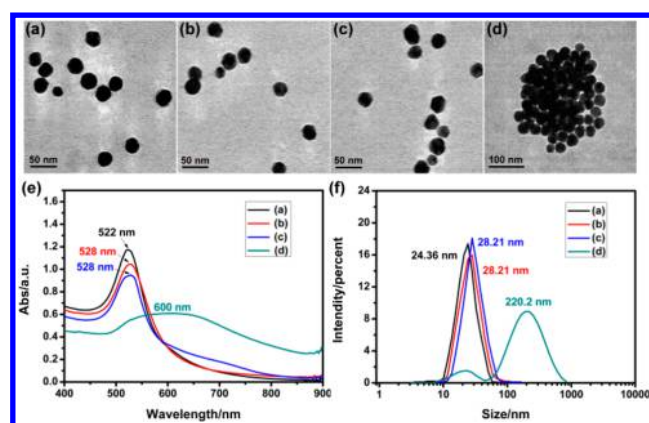 (a)
(b)
(c)
(d)
50 nm
50 nm
50 nm
100 nm
(e)
1.6
1.4
1.2
1.0
0.8
0.6
0.4
0.2
0.0
Abs/a.u.
522 nm
528 nm
528 nm
600 nm
(a)
(b)
(c)
(d)
400
500
600
700
800
900
Wavelength/nm
(f)
24
20
16
12
8
4
0
Intendity/percent
24.36 nm
28.21 nm
28.21 nm
220.2 nm
(a)
(b)
(c)
(d)
1
10
100
1000
10000
Size/nm